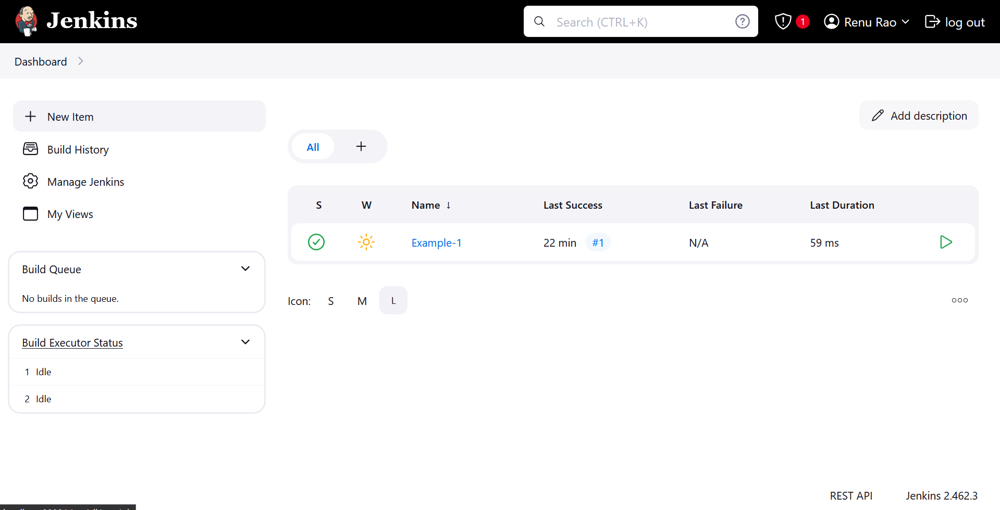 Jenkins
Search (CTRL+K)
1
Renu Rao
log out
Dashboard
New Item
Build History
Manage Jenkins
My Views
Build Queue
No builds in the queue.
Build Executor Status
1 Idle
2 Idle
Add description
All
S W Name ↓ Last Success Last Failure Last Duration
Example-1 22 min #1 N/A 59 ms
Icon: S M L
REST API Jenkins 2.462.3